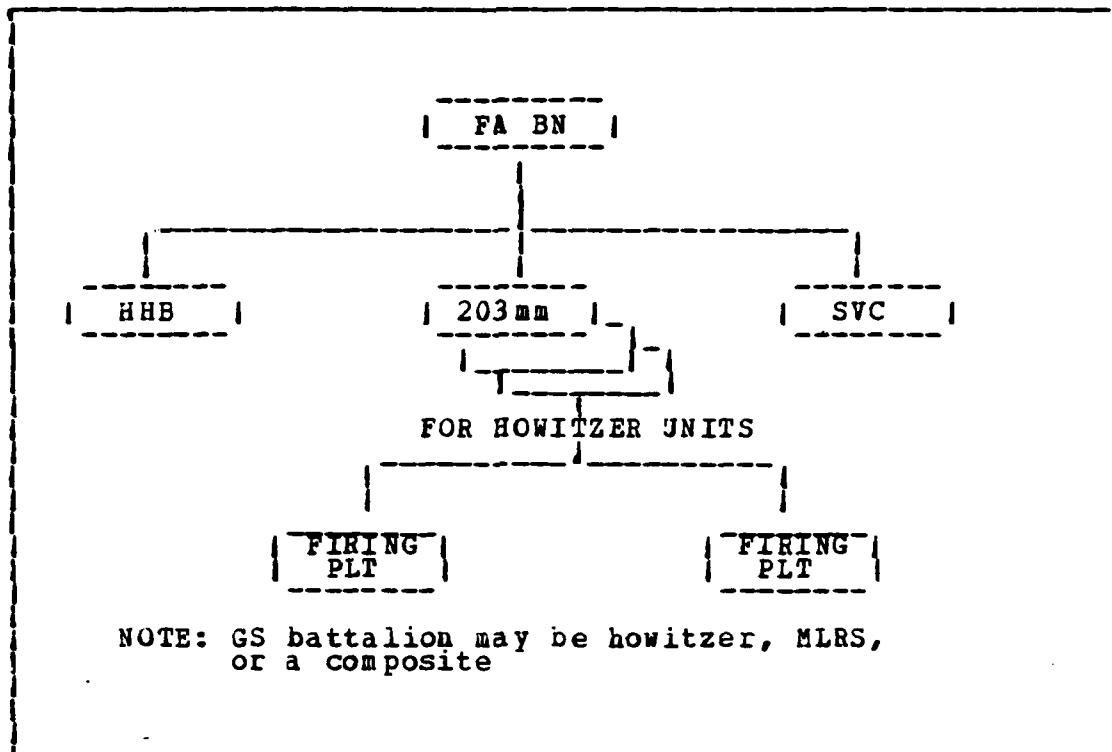 FA BN
HHB
203mm
SVC
FOR HOWITZER UNITS
FIRING
PLT
FIRING
PLT
NOTE: GS battalion may be howitzer, MLRS,
or a composite